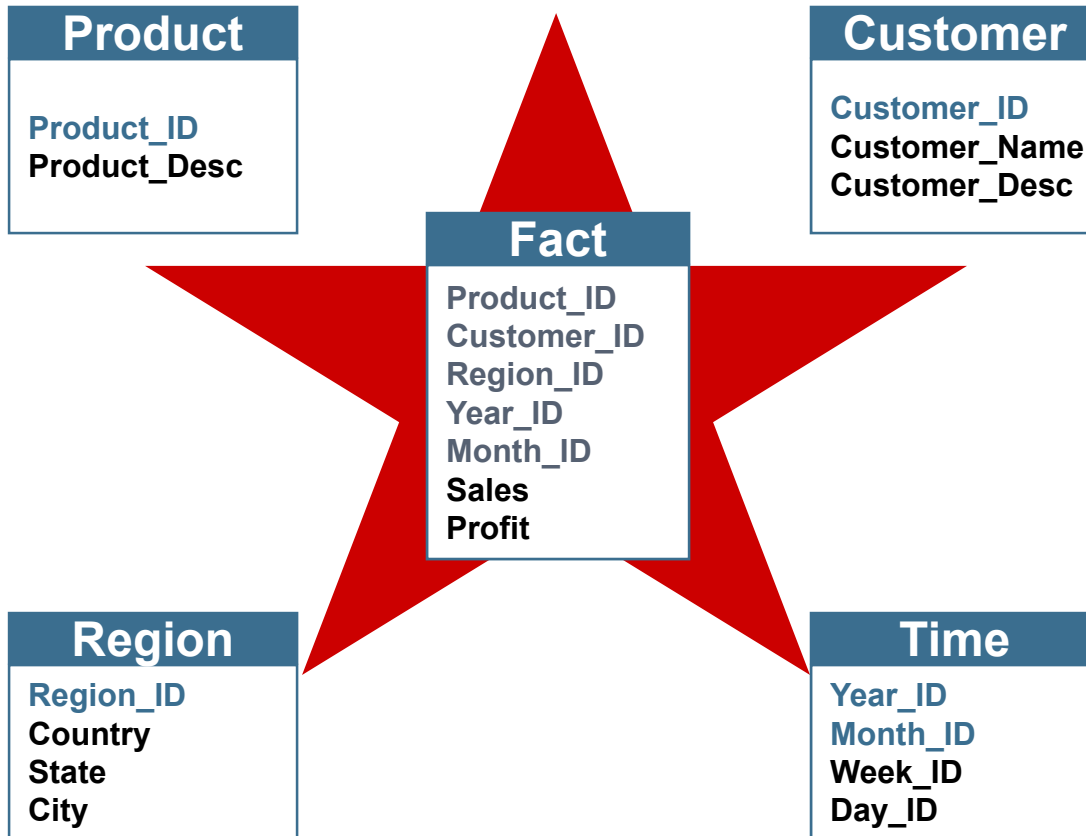 Product
Product_ID
Product_Desc
Customer
Customer_ID
Customer_Name
Customer_Desc
Fact
Product_ID
Customer_ID
Region_ID
Year_ID
Month_ID
Sales
Profit
Region
Region_ID
Country
State
City
Time
Year_ID
Month_ID
Week_ID
Day_ID